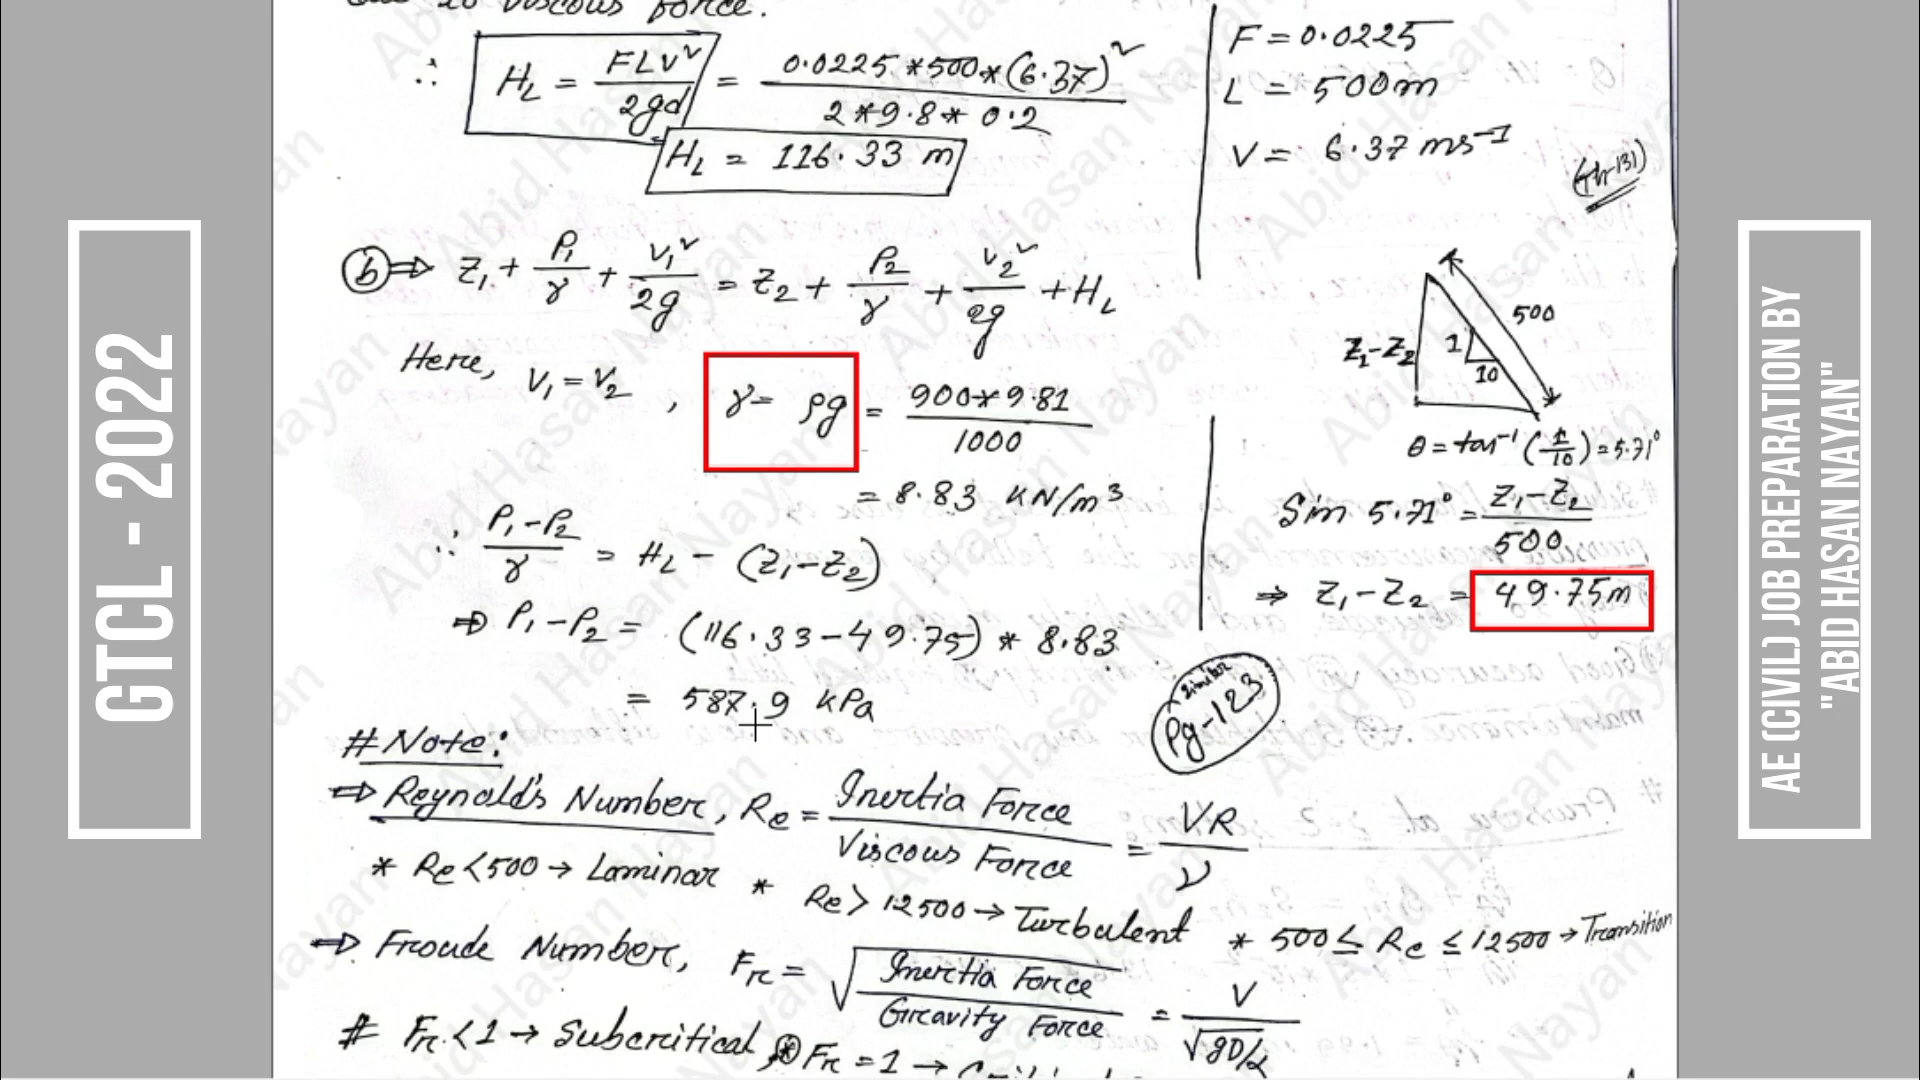 GTCL - 2022
due to viscous force.
∴ H_L = FLV²/2gd = 0.0225*500*(6.37)²/2*9.8*0.2
H_L = 116.33 m
F = 0.0225
L = 500m
V = 6.37 ms⁻¹
ⓑ⇒ Z₁ + P₁/γ + V₁²/2g = Z₂ + P₂/γ + V₂²/2g + H_L
Here, V₁ = V₂ , γ = ρg = 900*9.81/1000
= 8.83 KN/m³
∴ P₁-P₂/γ = H_L - (Z₁-Z₂)
⇒ P₁-P₂ = (116.33-49.75) * 8.83
= 587.9 kPa
Z₁-Z₂ 1 10 500
θ = tan⁻¹ (1/10) = 5.71°
Sin 5.71° = Z₁-Z₂/500
⇒ Z₁-Z₂ = 49.75m
Similar
Pg-123
#Note:
⇒ Reynold's Number, Re = Inertia Force/Viscous Force = VR/ν
* Re<500→ Laminar * Re> 12500→ Turbulent * 500≤ Re ≤12500→Transition
⇒ Froude Number, Fr = √Inertia Force/Gravity Force = V/√gD/α
# Fr<1→ Subcritical, ⊛ Fr =1→
AE (CIVIL) JOB PREPARATION BY
"ABID HASAN NAYAN"
Abid Hasan Nayan